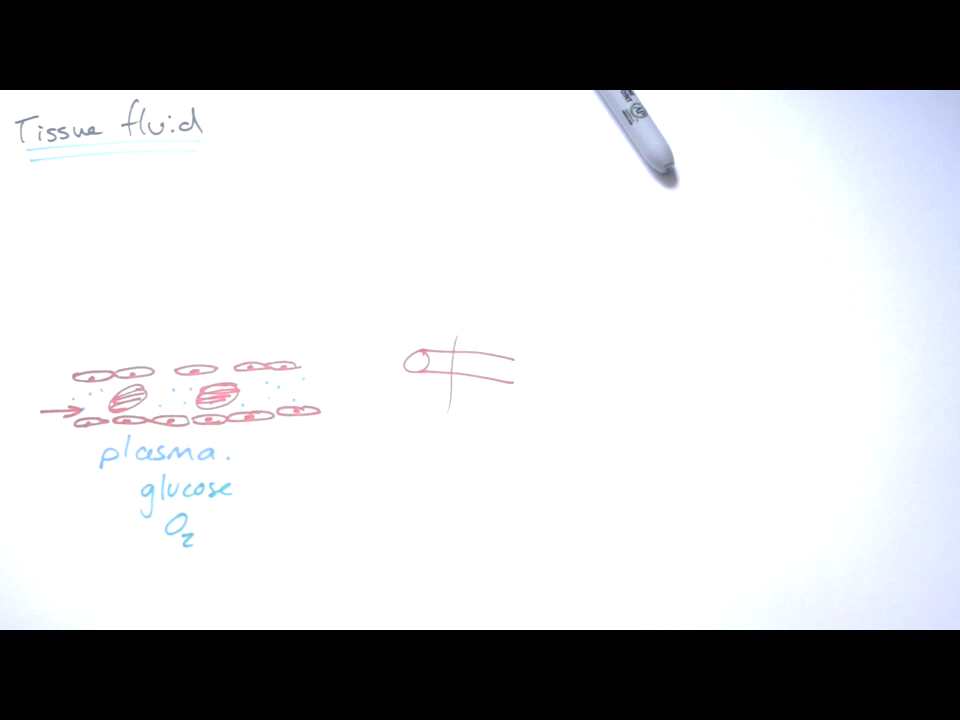 Tissue fluid
plasma.
glucose
O₂